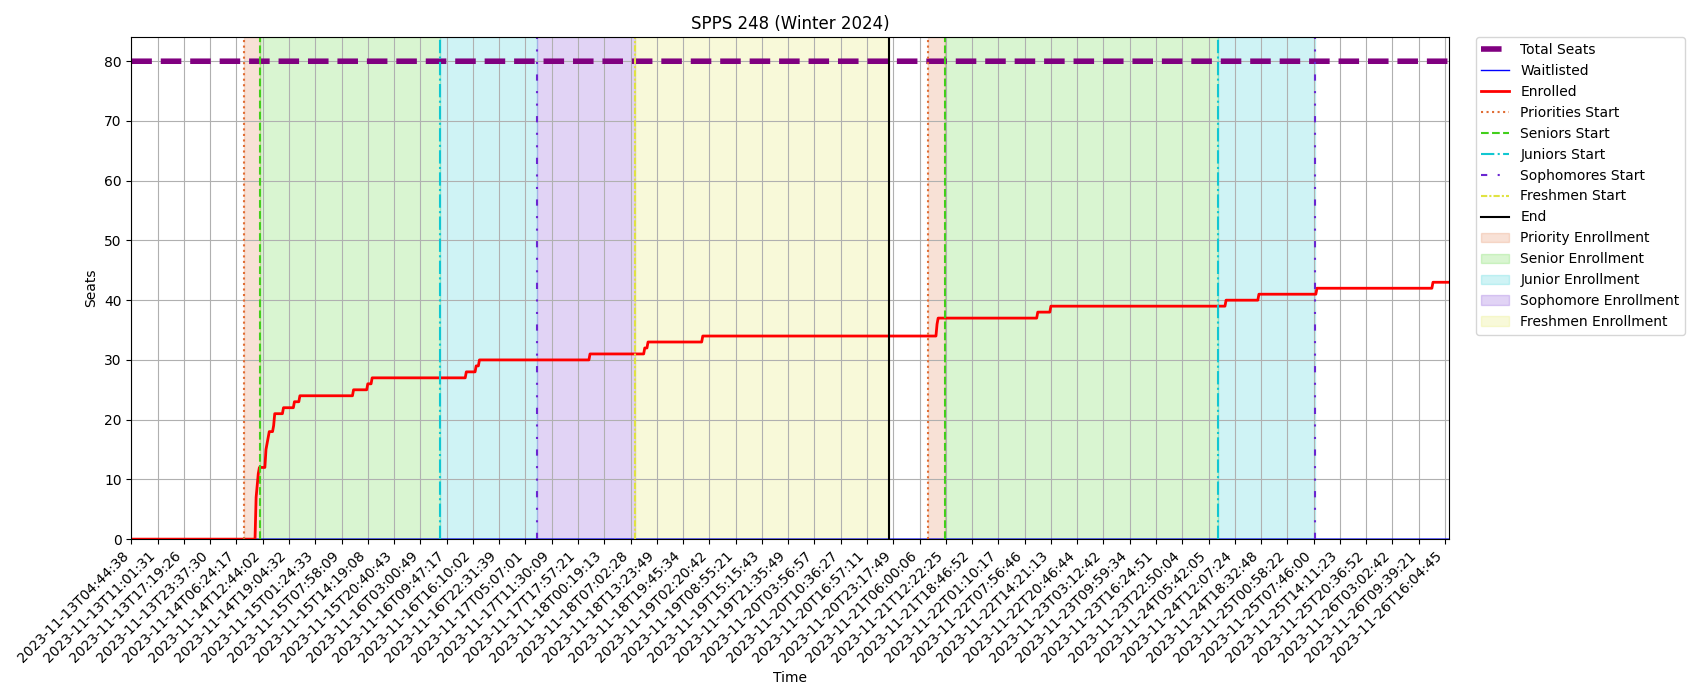 SPPS 248 (Winter 2024)
Seats
80
70
60
50
40
30
20
10
0
2023-11-13T04:44:38
2023-11-13T11:01:31
2023-11-13T17:19:26
2023-11-13T23:37:30
2023-11-14T06:24:17
2023-11-14T12:44:02
2023-11-14T19:04:32
2023-11-15T01:24:33
2023-11-15T07:58:09
2023-11-15T14:19:08
2023-11-15T20:40:43
2023-11-16T03:00:49
2023-11-16T09:47:17
2023-11-16T16:10:02
2023-11-16T22:31:39
2023-11-17T05:07:01
2023-11-17T11:30:09
2023-11-17T17:57:21
2023-11-18T00:19:13
2023-11-18T07:02:28
2023-11-18T13:23:49
2023-11-18T19:45:34
2023-11-19T02:20:42
2023-11-19T08:55:21
2023-11-19T15:15:43
2023-11-19T21:35:49
2023-11-20T03:56:57
2023-11-20T10:36:27
2023-11-20T16:57:11
2023-11-20T23:17:49
2023-11-21T06:00:06
2023-11-21T12:22:25
2023-11-21T18:46:52
2023-11-22T01:10:17
2023-11-22T07:56:46
2023-11-22T14:21:13
2023-11-22T20:46:44
2023-11-23T03:12:42
2023-11-23T09:59:34
2023-11-23T16:24:51
2023-11-23T22:50:04
2023-11-24T05:42:05
2023-11-24T12:07:24
2023-11-24T18:32:48
2023-11-25T00:58:22
2023-11-25T07:46:00
2023-11-25T14:11:23
2023-11-25T20:36:52
2023-11-26T03:02:42
2023-11-26T09:39:21
2023-11-26T16:04:45
Time
Total Seats
Waitlisted
Enrolled
Priorities Start
Seniors Start
Juniors Start
Sophomores Start
Freshmen Start
End
Priority Enrollment
Senior Enrollment
Junior Enrollment
Sophomore Enrollment
Freshmen Enrollment